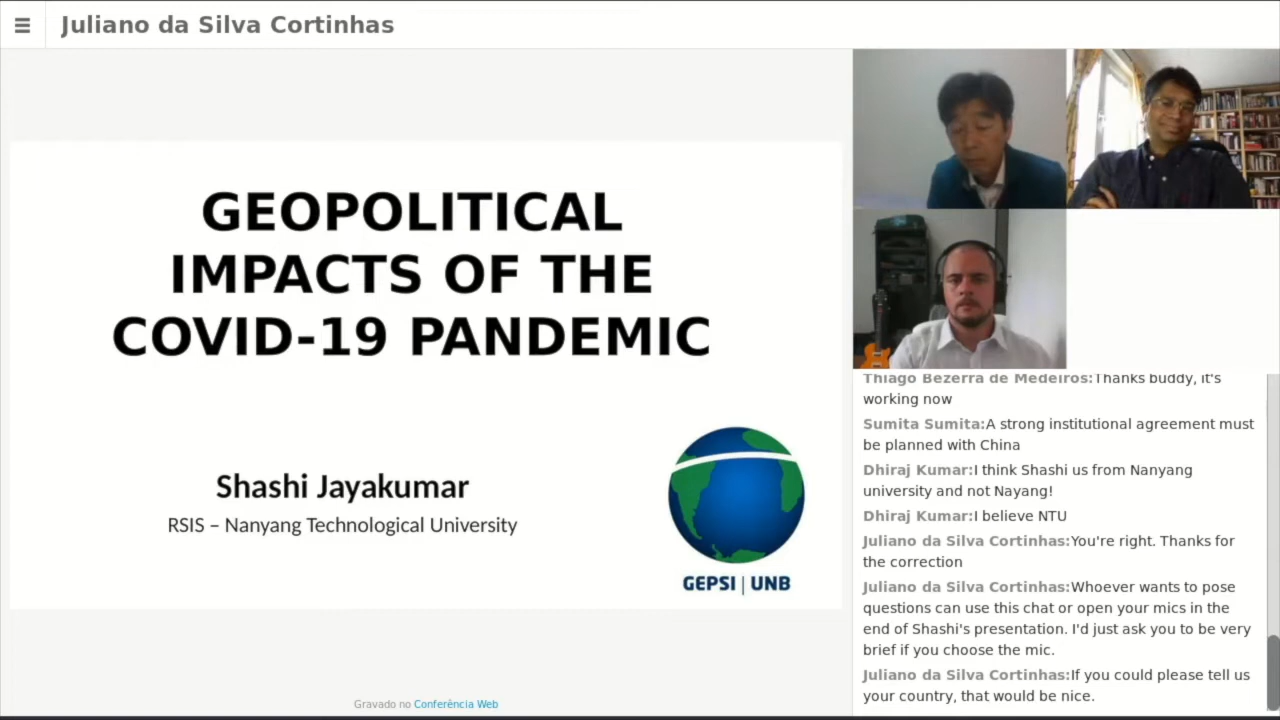 Juliano da Silva Cortinhas
GEOPOLITICAL
IMPACTS OF THE
COVID-19 PANDEMIC
Shashi Jayakumar
RSIS – Nanyang Technological University
GEPSI | UNB
Gravado no Conferência Web
Thiago Bezerra de Medeiros:Thanks buddy, it's
working now
Sumita Sumita:A strong institutional agreement must
be planned with China
Dhiraj Kumar:I think Shashi us from Nanyang
university and not Nayang!
Dhiraj Kumar:I believe NTU
Juliano da Silva Cortinhas:You're right. Thanks for
the correction
Juliano da Silva Cortinhas:Whoever wants to pose
questions can use this chat or open your mics in the
end of Shashi's presentation. I'd just ask you to be very
brief if you choose the mic.
Juliano da Silva Cortinhas:If you could please tell us
your country, that would be nice.